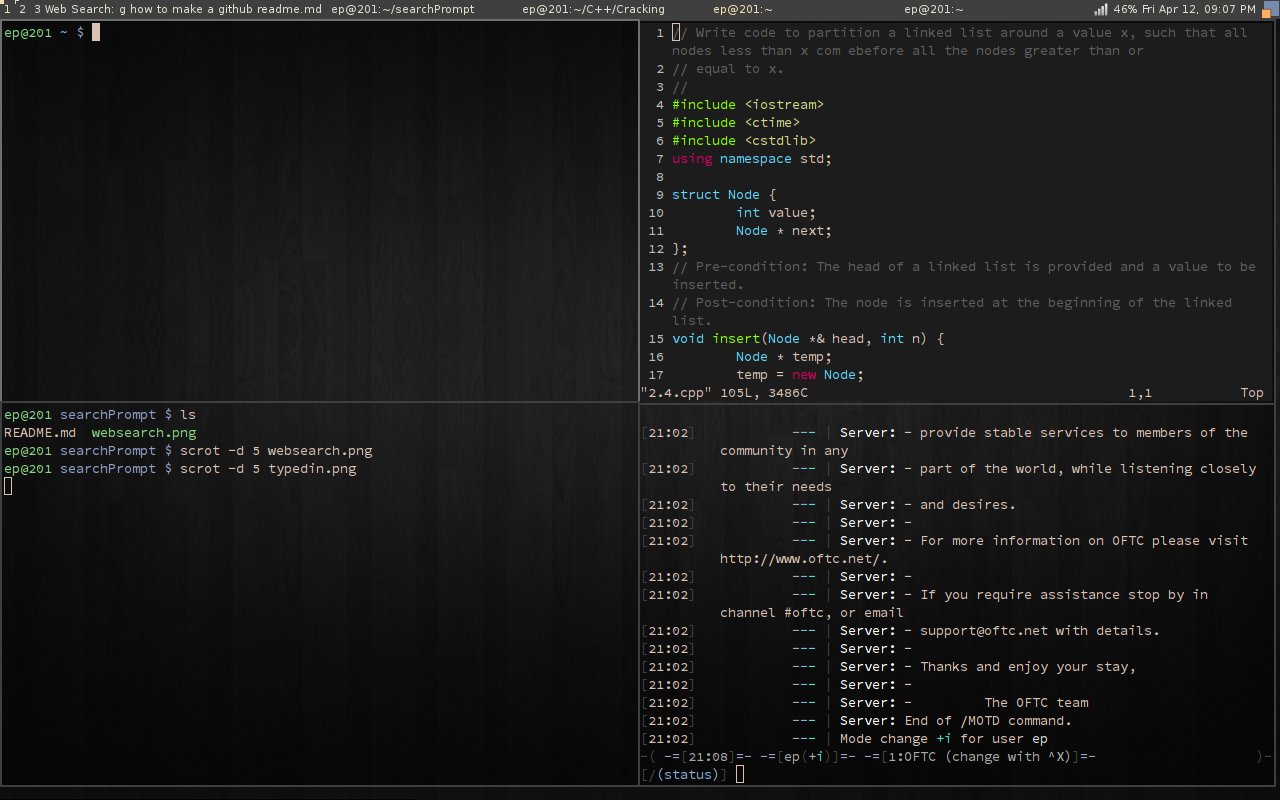 1 2 3 Web Search: g how to make a github readme.md ep@201:~/searchPrompt ep@201:~/C++/Cracking ep@201:~ ep@201:~ 46% Fri Apr 12, 09:07 PM
ep@201 ~ $
1 // Write code to partition a linked list around a value x, such that all
nodes less than x com ebefore all the nodes greater than or
2 // equal to x.
3 //
4 #include <iostream>
5 #include <ctime>
6 #include <cstdlib>
7 using namespace std;
8
9 struct Node {
10 int value;
11 Node * next;
12 };
13 // Pre-condition: The head of a linked list is provided and a value to be
inserted.
14 // Post-condition: The node is inserted at the beginning of the linked
list.
15 void insert(Node *& head, int n) {
16 Node * temp;
17 temp = new Node;
"2.4.cpp" 105L, 3486C 1,1 Top
ep@201 searchPrompt $ ls
README.md websearch.png
ep@201 searchPrompt $ scrot -d 5 websearch.png
ep@201 searchPrompt $ scrot -d 5 typedin.png
[21:02] --- | Server: - provide stable services to members of the
community in any
[21:02] --- | Server: - part of the world, while listening closely
to their needs
[21:02] --- | Server: - and desires.
[21:02] --- | Server: -
[21:02] --- | Server: - For more information on OFTC please visit
http://www.oftc.net/.
[21:02] --- | Server: -
[21:02] --- | Server: - If you require assistance stop by in
channel #oftc, or email
[21:02] --- | Server: - support@oftc.net with details.
[21:02] --- | Server: -
[21:02] --- | Server: - Thanks and enjoy your stay,
[21:02] --- | Server: -
[21:02] --- | Server: - The OFTC team
[21:02] --- | Server: End of /MOTD command.
[21:02] --- | Mode change +i for user ep
-( -=[21:08]=- -=[ep(+i)]=- -=[1:OFTC (change with ^X)]=- )-
[/(status)]